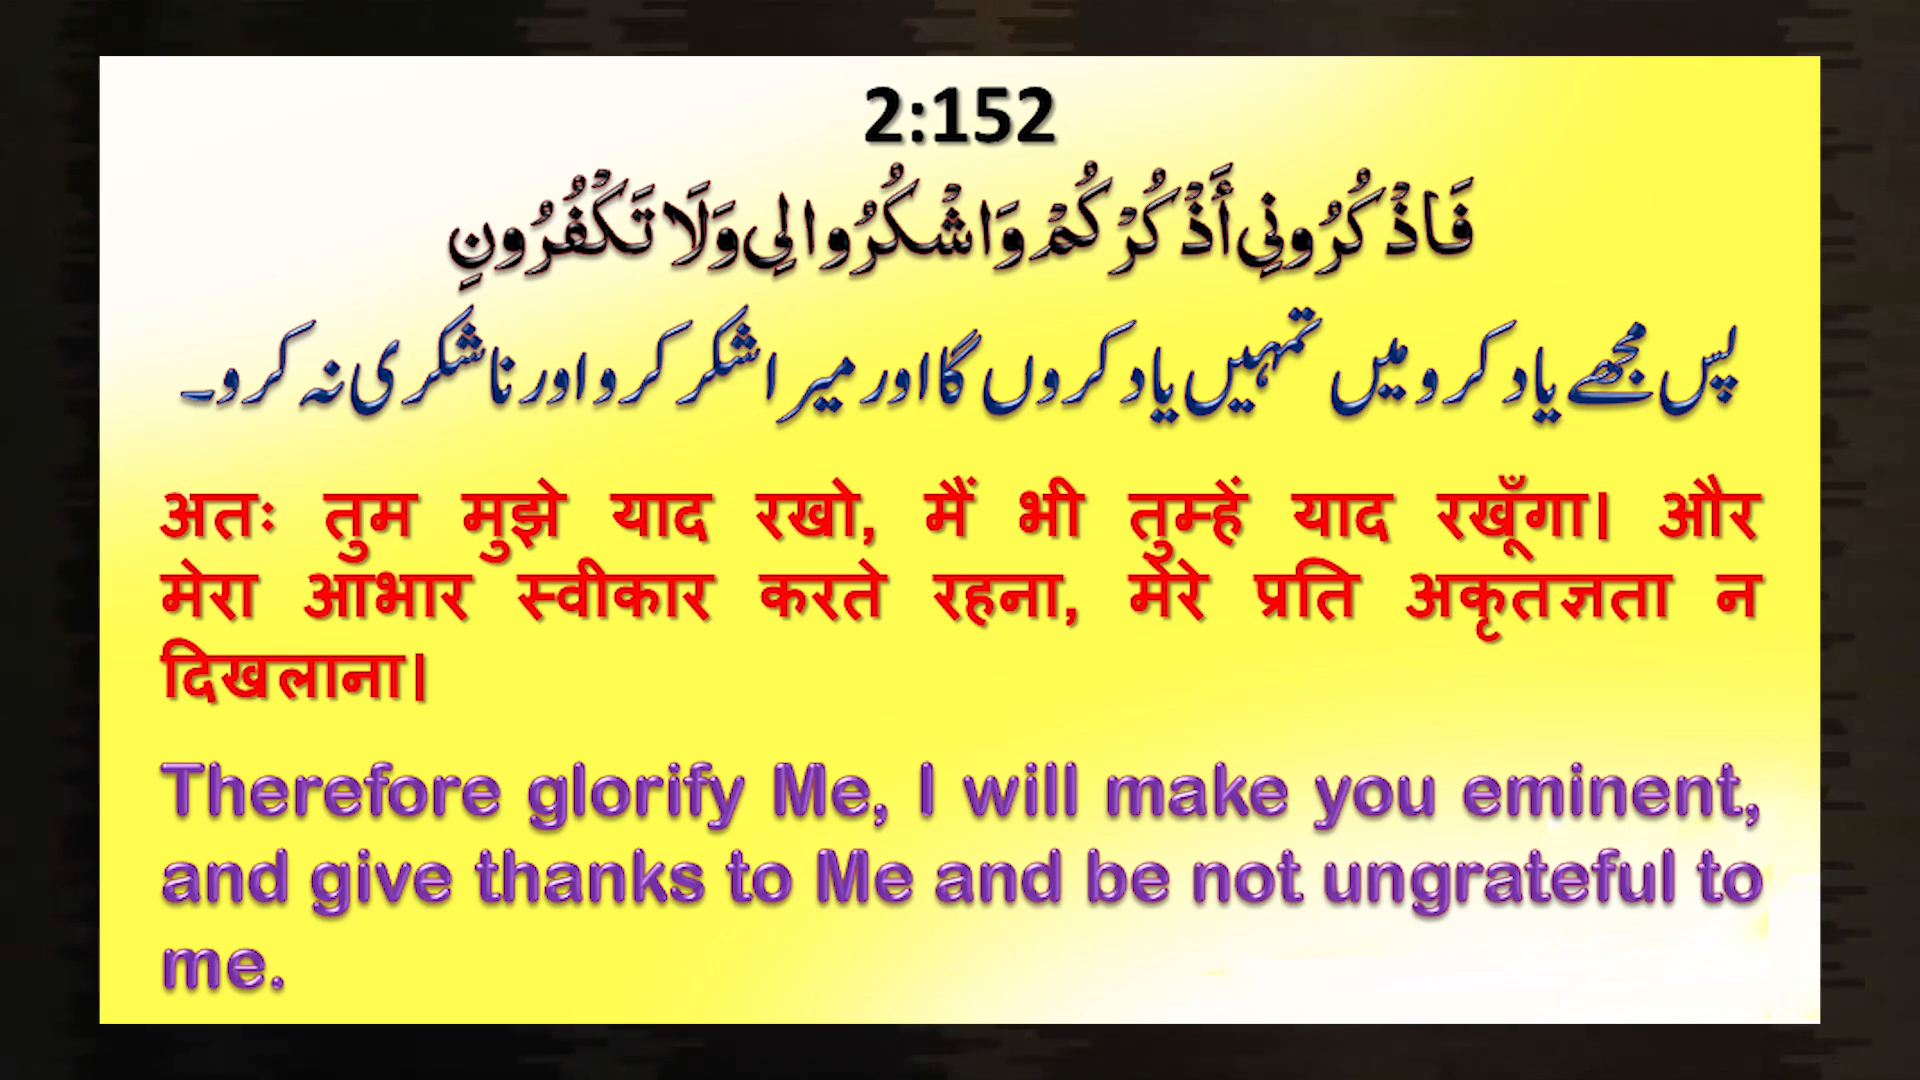 2:152
فَاذْكُرُونِي أَذْكُرْكُمْ وَاشْكُرُوا لِي وَلَا تَكْفُرُونِ
پس مجھے یاد کرو میں تمہیں یاد کروں گا اور میرا شکر کرو اور ناشکری نہ کرو۔
अतः तुम मुझे याद रखो, मैं भी तुम्हें याद रखूँगा। और
मेरा आभार स्वीकार करते रहना, मेरे प्रति अकृतज्ञता न
दिखलाना।
Therefore glorify Me, I will make you eminent,
and give thanks to Me and be not ungrateful to
me.